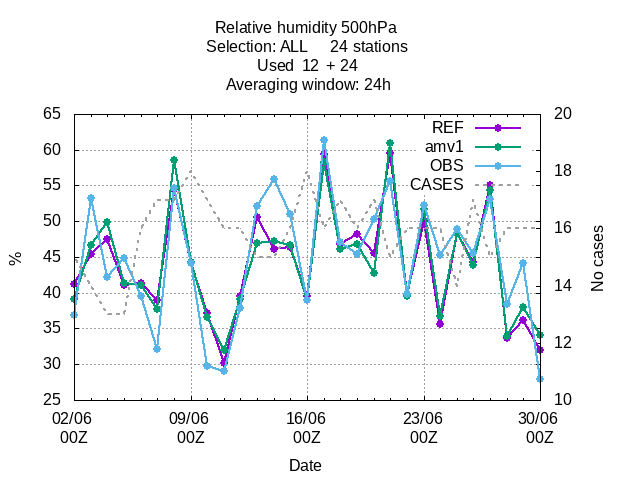 Relative humidity 500hPa
Selection: ALL 24 stations
Used 12 + 24
Averaging window: 24h
65
60
55
50
45
40
35
30
25
%
20
18
16
14
12
10
No cases
REF
amv1
OBS
CASES
02/06
00Z
09/06
00Z
16/06
00Z
23/06
00Z
30/06
00Z
Date